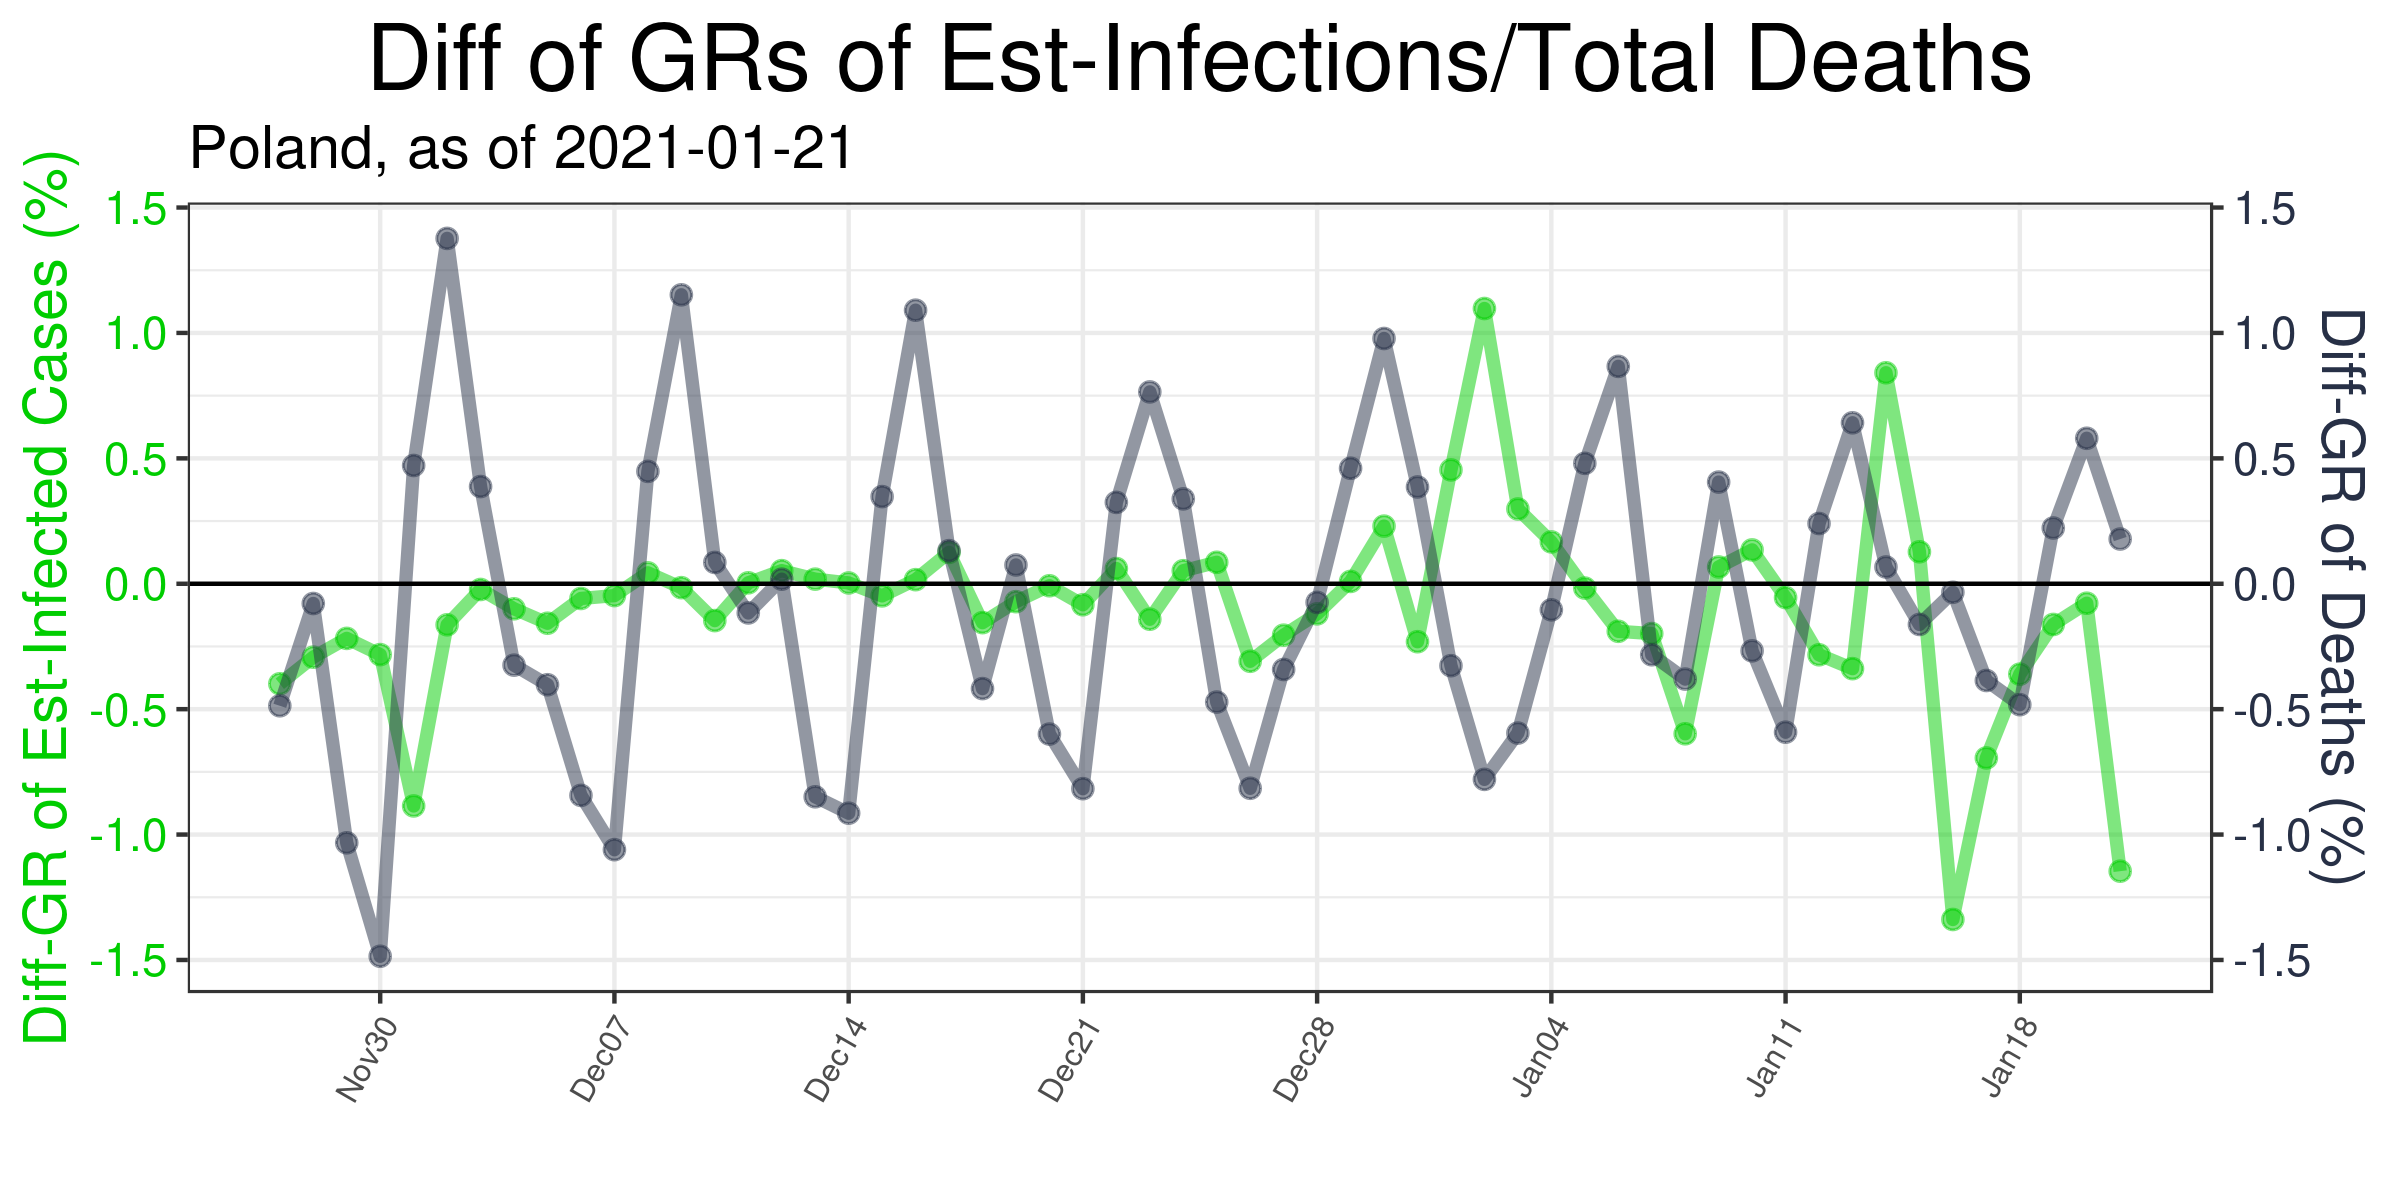 Diff of GRs of Est-Infections/Total Deaths
Poland, as of 2021-01-21
Diff-GR of Est-Infected Cases (%)
1.5
1.0
0.5
0.0
-0.5
-1.0
-1.5
1.5
1.0
0.5
0.0
-0.5
-1.0
-1.5
Diff-GR of Deaths (%)
Nov30
Dec07
Dec14
Dec21
Dec28
Jan04
Jan11
Jan18